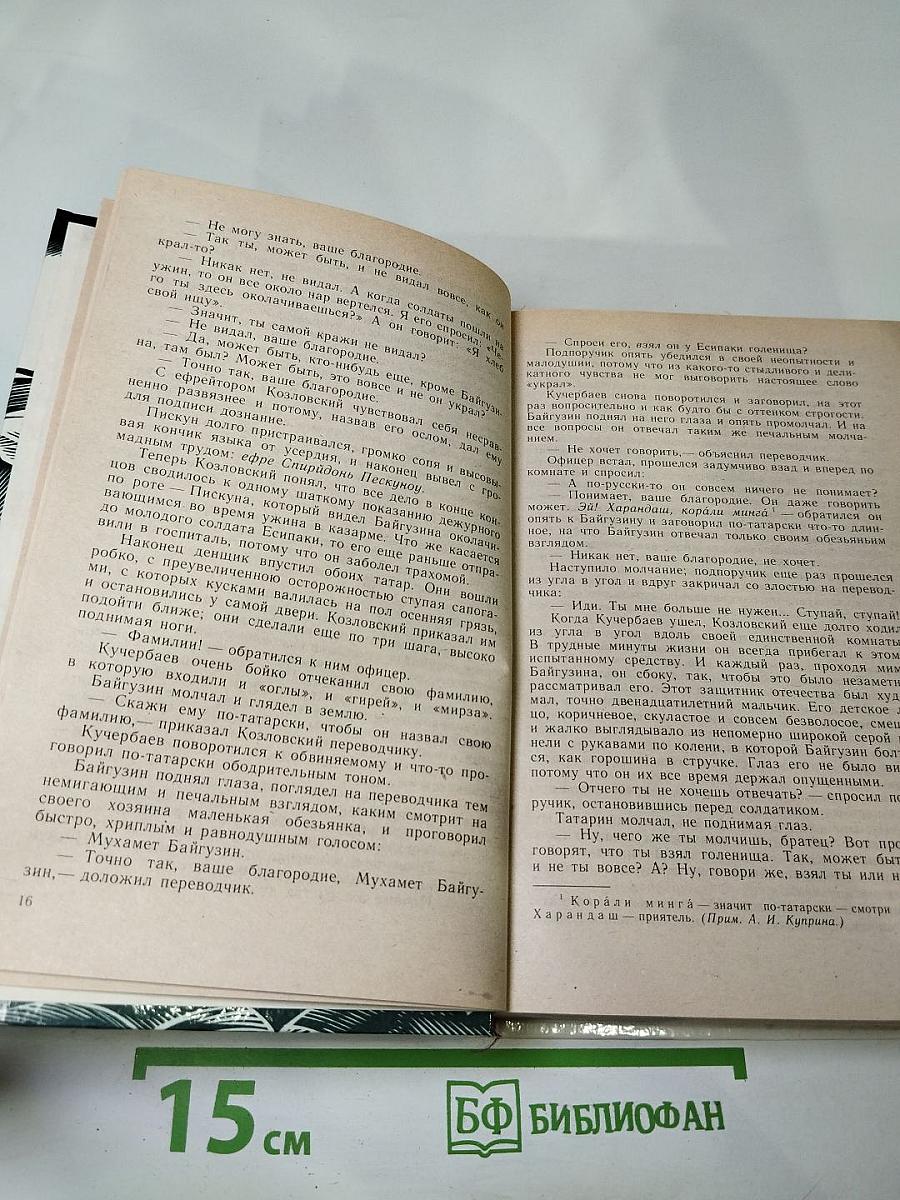 — Не могу знать, ваше благородие.
— Так ты, может быть, и не видал вовсе, как он
крал-то?
— Никак нет, не видал. А когда солдаты пошли на
ужин, то он все около нар вертелся. Я его спросил: «Че-
го ты здесь околачиваешься?» А он говорит: «Я хлеб
свой ищу».
— Значит, ты самой кражи не видал?
— Не видал, ваше благородие.
— Да, может быть, кто-нибудь еще, кроме Байгузи-
на, там был? Может быть, это вовсе и не он украл?
— Точно так, ваше благородие.
С ефрейтором Козловский чувствовал себя несрав-
ненно развязнее и потому, назвав его ослом, дал ему
для подписи дознание.
Пискун долго пристраивался, громко сопя и высовы-
вая кончик языка от усердия, и наконец вывел с гро-
мадным трудом: ефре Спирйдонь Пескуноу.
Теперь Козловский понял, что все дело в конце кон-
цов сводилось к одному шаткому показанию дежурного
по роте — Пискуна, который видел Байгузина околачи-
вающимся во время ужина в казарме. Что же касается
до молодого солдата Есипаки, то его еще раньше отпра-
вили в госпиталь, потому что он заболел трахомой.
Наконец денщик впустил обоих татар. Они вошли
робко, с преувеличенною осторожностью ступая сапога-
ми, с которых кусками валилась на пол осенняя грязь,
и остановились у самой двери. Козловский приказал им
подойти ближе; они сделали еще по три шага, высоко
поднимая ноги.
— Фамилии! — обратился к ним офицер.
Кучербаев очень бойко отчеканил свою фамилию,
в которую входили и «оглы», и «гирей», и «мирза».
Байгузин молчал и глядел в землю.
— Скажи ему по-татарски, чтобы он назвал свою
фамилию,— приказал Козловский переводчику.
Кучербаев поворотился к обвиняемому и что-то про-
говорил по-татарски ободрительным тоном.
Байгузин поднял глаза, поглядел на переводчика тем
немигающим и печальным взглядом, каким смотрит на
своего хозяина маленькая обезьянка, и проговорил
быстро, хриплым и равнодушным голосом:
— Мухамет Байгузин.
— Точно так, ваше благородие, Мухамет Байгу-
зин,— доложил переводчик.
16
— Спроси его, взял он у Есипаки голенища?
Подпоручик опять убедился в своей неопытности и
малодушии, потому что из какого-то стыдливого и дели-
катного чувства не мог выговорить настоящее слово
«украл».
Кучербаев снова поворотился и заговорил, на этот
раз вопросительно и как будто бы с оттенком строгости.
Байгузин поднял на него глаза и опять промолчал. И на
все вопросы он отвечал таким же печальным молча-
нием.
— Не хочет говорить,— объяснил переводчик.
Офицер встал, прошелся задумчиво взад и вперед по
комнате и спросил:
— А по-русски-то он совсем ничего не понимает?
— Понимает, ваше благородие. Он даже говорить
может. Эй! Харандаш, кора́ли минга́¹ — обратился он
опять к Байгузину и заговорил по-татарски что-то длин-
ное, на что Байгузин отвечал только своим обезьяньим
взглядом.
— Никак нет, ваше благородие, не хочет.
Наступило молчание; подпоручик еще раз прошелся
из угла в угол и вдруг закричал со злостью на перевод-
чика:
— Иди. Ты мне больше не нужен... Ступай, ступай!
Когда Кучербаев ушел, Козловский еще долго ходил
из угла в угол вдоль своей единственной комнаты
В трудные минуты жизни он всегда прибегал к этом
испытанному средству. И каждый раз, проходя мим
Байгузина, он сбоку, так, чтобы это было незаметн
рассматривал его. Этот защитник отечества был худ
мал, точно двенадцатилетний мальчик. Его детское л
цо, коричневое, скуластое и совсем безволосое, смеш
и жалко выглядывало из непомерно широкой серой
нели с рукавами по колени, в которой Байгузин болт
ся, как горошина в стручке. Глаз его не было ви
потому что он их все время держал опущенными.
— Отчего ты не хочешь отвечать? — спросил по
ручик, остановившись перед солдатиком.
Татарин молчал, не поднимая глаз.
— Ну, чего же ты молчишь, братец? Вот про
говорят, что ты взял голенища. Так, может быт
и не ты вовсе? А? Ну, говори же, взял ты или н
¹ Кора́ли минга́ — значит по-татарски — смотри
Харандаш — приятель. (Прим. А. И. Куприна.)
15 см
БФ БИБЛИОФАН